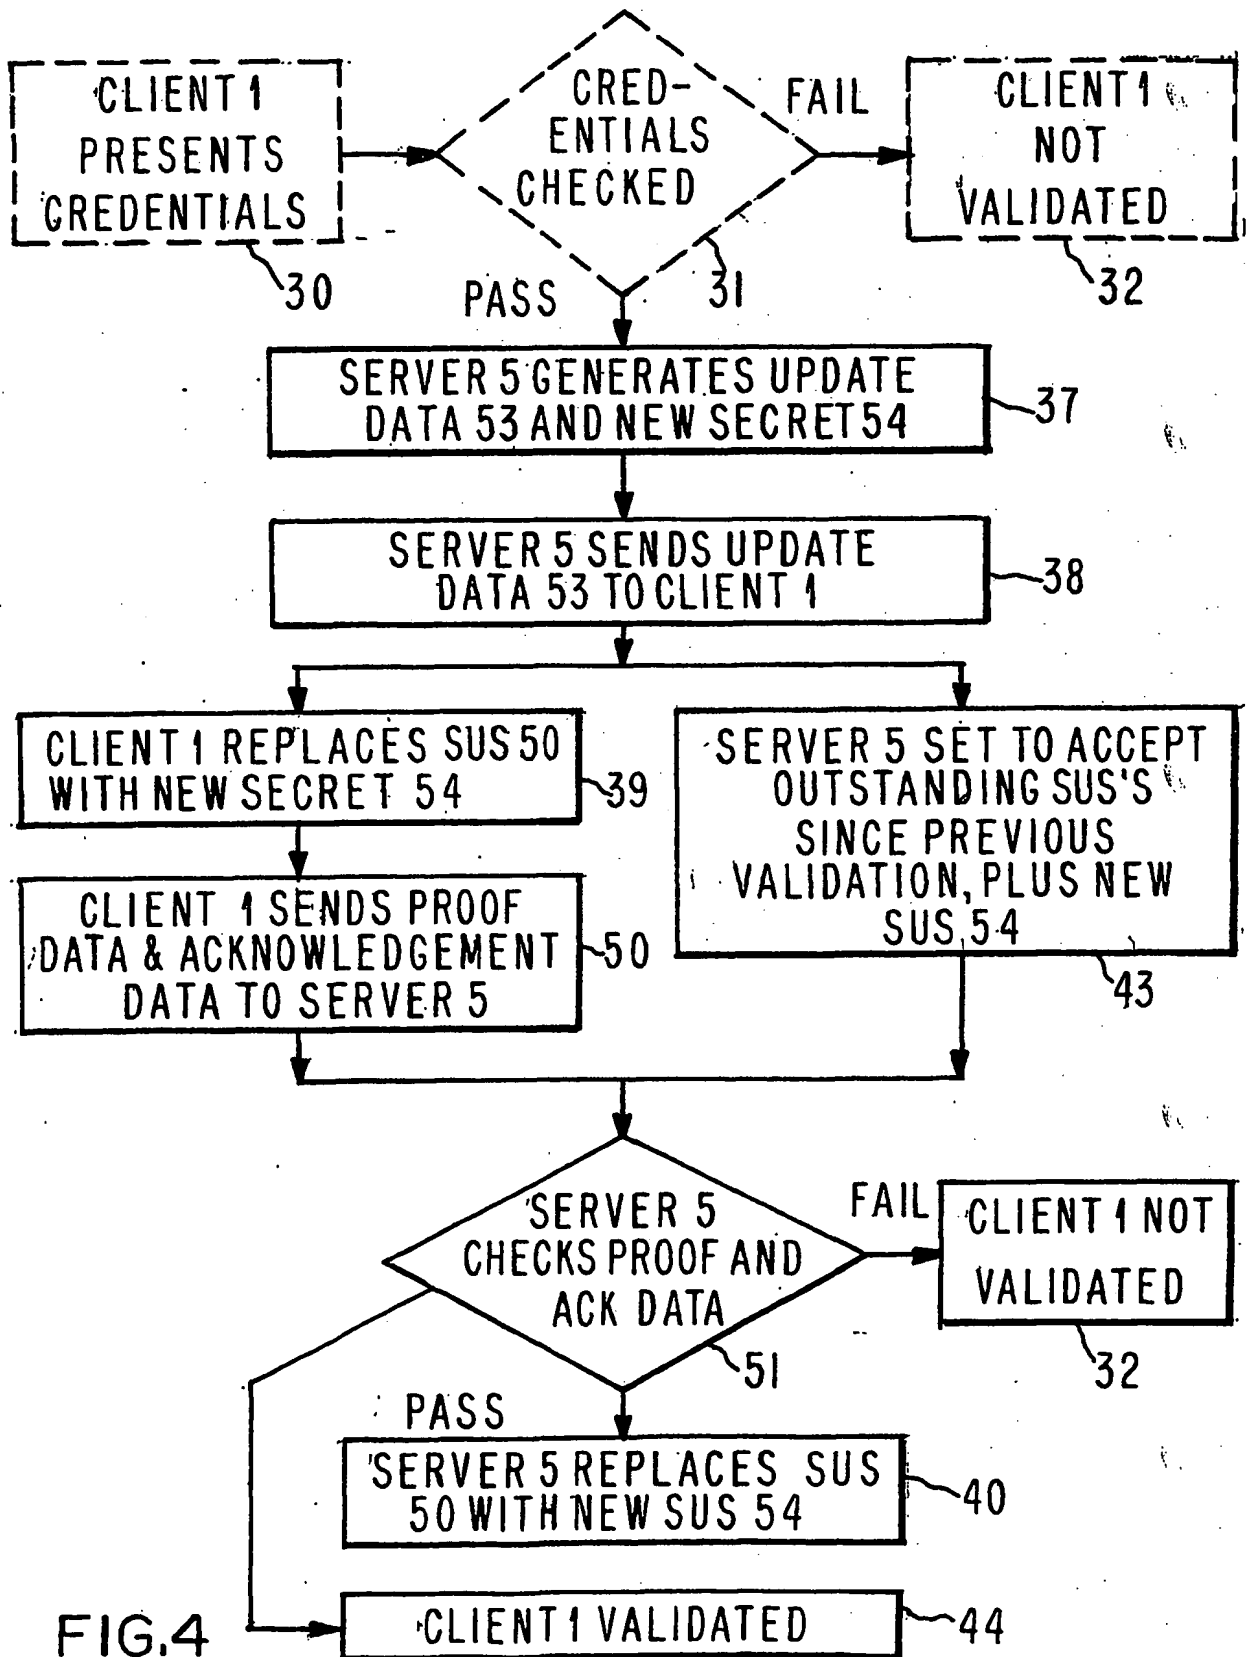 CLIENT 1
PRESENTS
CREDENTIALS
30
CRED-
ENTIALS
CHECKED
31
FAIL
CLIENT 1
NOT
VALIDATED
32
PASS
SERVER 5 GENERATES UPDATE
DATA 53 AND NEW SECRET 54
37
SERVER 5 SENDS UPDATE
DATA 53 TO CLIENT 1
38
CLIENT 1 REPLACES SUS 50
WITH NEW SECRET 54
39
CLIENT 1 SENDS PROOF
DATA & ACKNOWLEDGEMENT
DATA TO SERVER 5
50
SERVER 5 SET TO ACCEPT
OUTSTANDING SUS'S
SINCE PREVIOUS
VALIDATION, PLUS NEW
SUS 54
43
SERVER 5
CHECKS PROOF AND
ACK DATA
51
FAIL
CLIENT 1 NOT
VALIDATED
32
PASS
SERVER 5 REPLACES SUS
50 WITH NEW SUS 54
40
CLIENT 1 VALIDATED
44
FIG.4